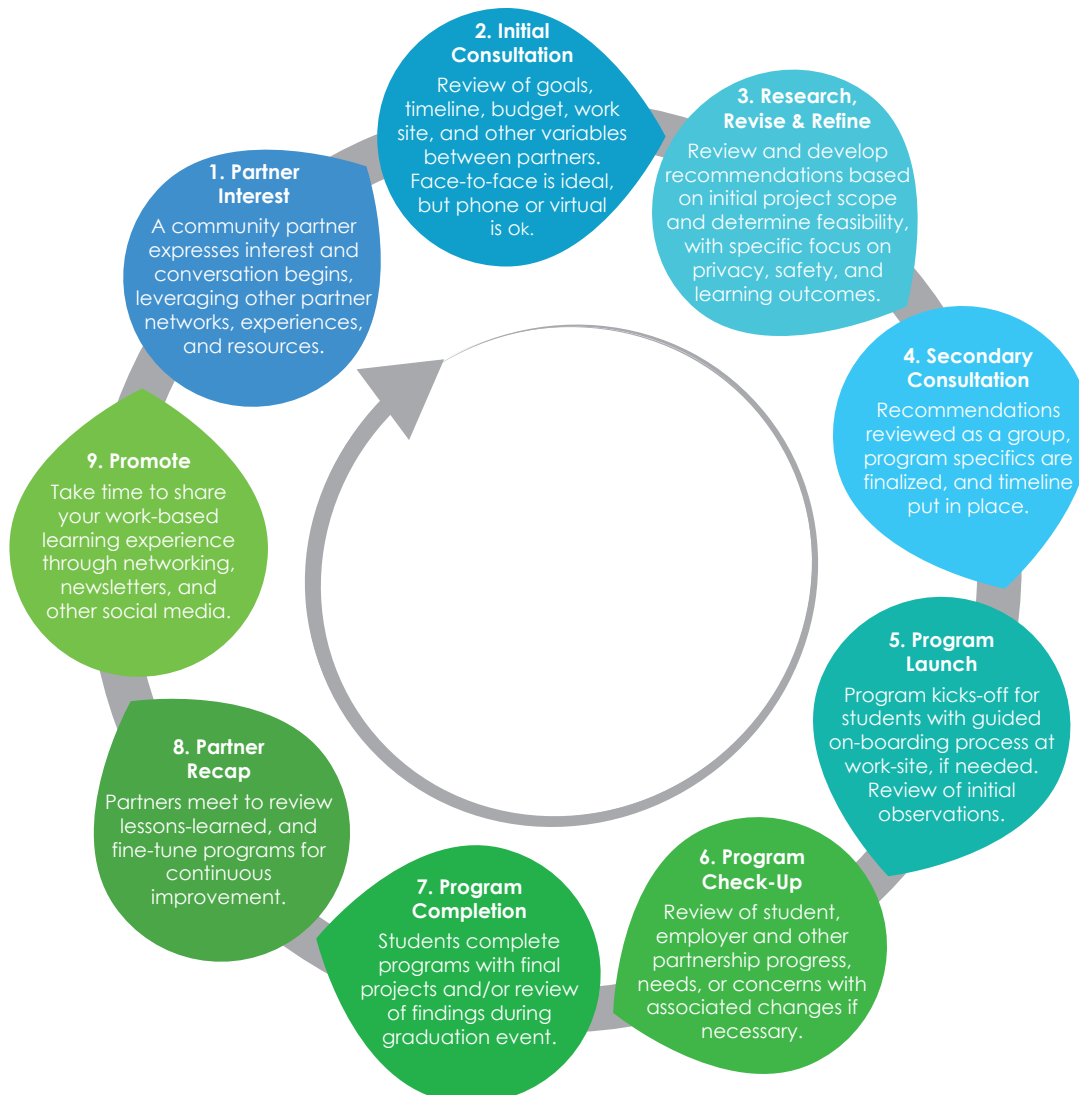 1. Partner
Interest
A community partner
expresses interest and
conversation begins,
leveraging other partner
networks, experiences,
and resources.
2. Initial
Consultation
Review of goals,
timeline, budget, work
site, and other variables
between partners.
Face-to-face is ideal,
but phone or virtual
is ok.
3. Research,
Revise & Refine
Review and develop
recommendations based
on initial project scope
and determine feasibility,
with specific focus on
privacy, safety, and
learning outcomes.
4. Secondary
Consultation
Recommendations
reviewed as a group,
program specifics are
finalized, and timeline
put in place.
5. Program
Launch
Program kicks-off for
students with guided
on-boarding process at
work-site, if needed.
Review of initial
observations.
6. Program
Check-Up
Review of student,
employer and other
partnership progress,
needs, or concerns with
associated changes if
necessary.
7. Program
Completion
Students complete
programs with final
projects and/or review
of findings during
graduation event.
8. Partner
Recap
Partners meet to review
lessons-learned, and
fine-tune programs for
continuous
improvement.
9. Promote
Take time to share
your work-based
learning experience
through networking,
newsletters, and
other social media.